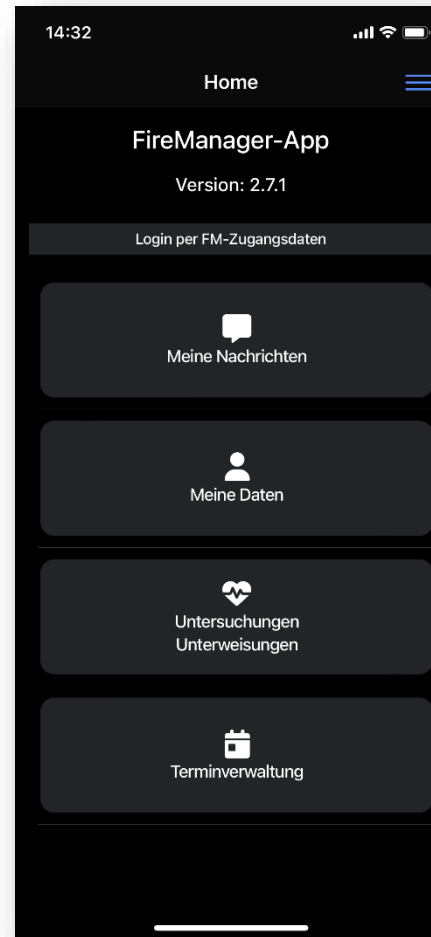 14:32
Home
FireManager-App
Version: 2.7.1
Login per FM-Zugangsdaten
Meine Nachrichten
Meine Daten
Untersuchungen
Unterweisungen
Terminverwaltung